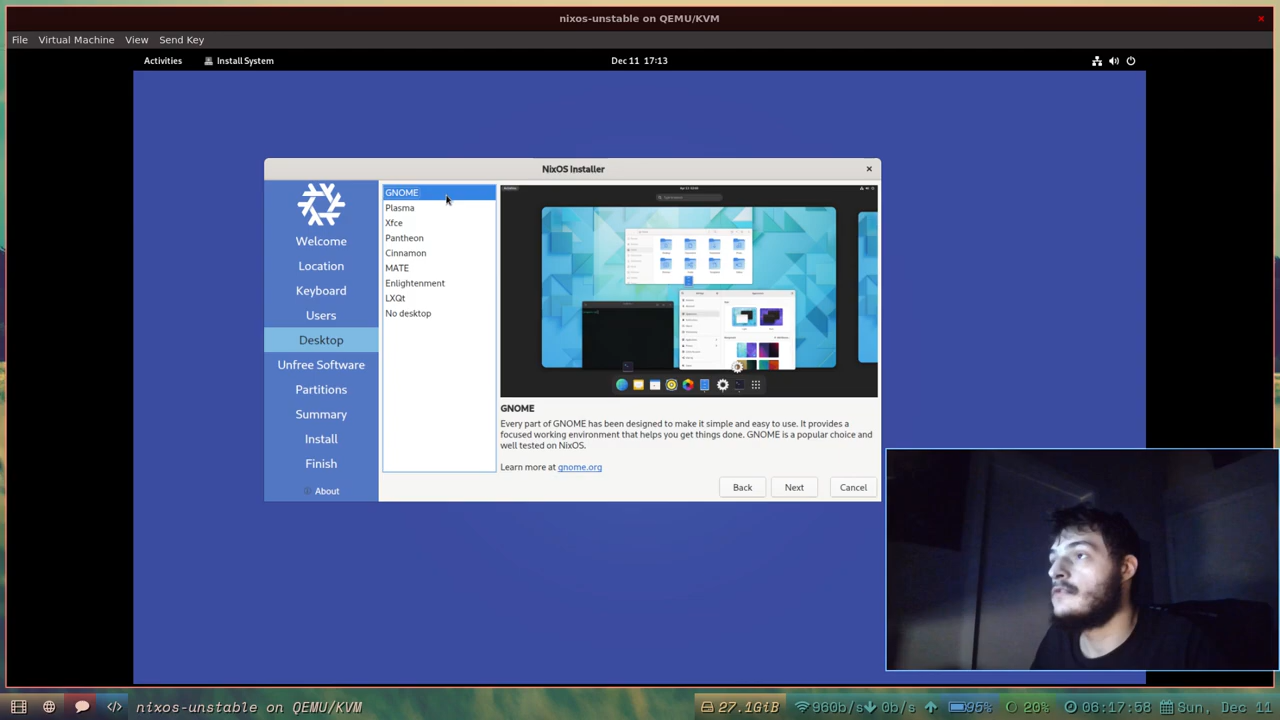 nixos-unstable on QEMU/KVM
File Virtual Machine View Send Key
Activities Install System Dec 11 17:13
NixOS Installer
Welcome
Location
Keyboard
Users
Desktop
Unfree Software
Partitions
Summary
Install
Finish
About
GNOME
Plasma
Xfce
Pantheon
Cinnamon
MATE
Enlightenment
LXQt
No desktop
GNOME
Every part of GNOME has been designed to make it simple and easy to use. It provides a
focused working environment that helps you get things done. GNOME is a popular choice and
well tested on NixOS.
Learn more at gnome.org
Back Next Cancel
nixos-unstable on QEMU/KVM 27.1GiB 960b/s 0b/s 95% 20% 06:17:58 Sun, Dec 11